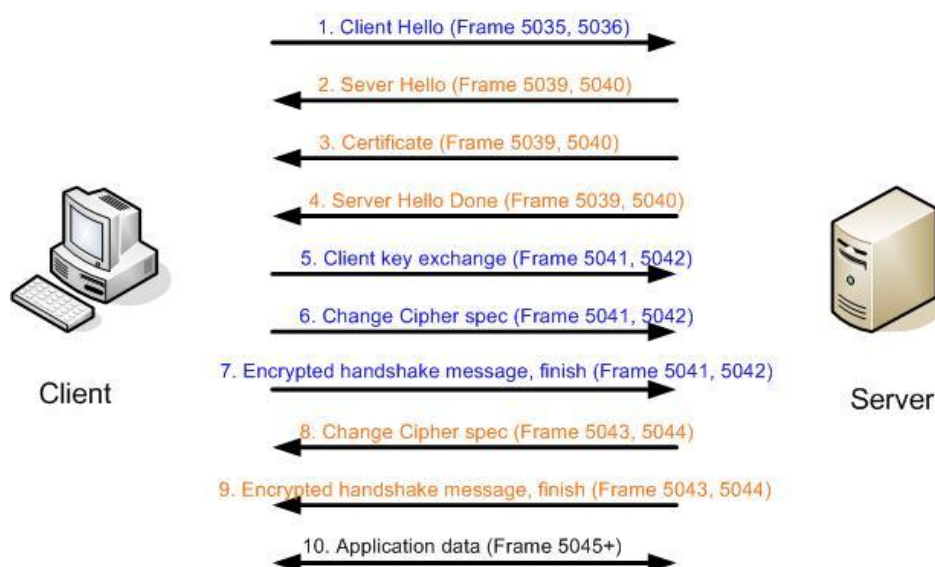 1. Client Hello (Frame 5035, 5036)
2. Sever Hello (Frame 5039, 5040)
3. Certificate (Frame 5039, 5040)
4. Server Hello Done (Frame 5039, 5040)
5. Client key exchange (Frame 5041, 5042)
6. Change Cipher spec (Frame 5041, 5042)
7. Encrypted handshake message, finish (Frame 5041, 5042)
Client
Server
8. Change Cipher spec (Frame 5043, 5044)
9. Encrypted handshake message, finish (Frame 5043, 5044)
10. Application data (Frame 5045+)